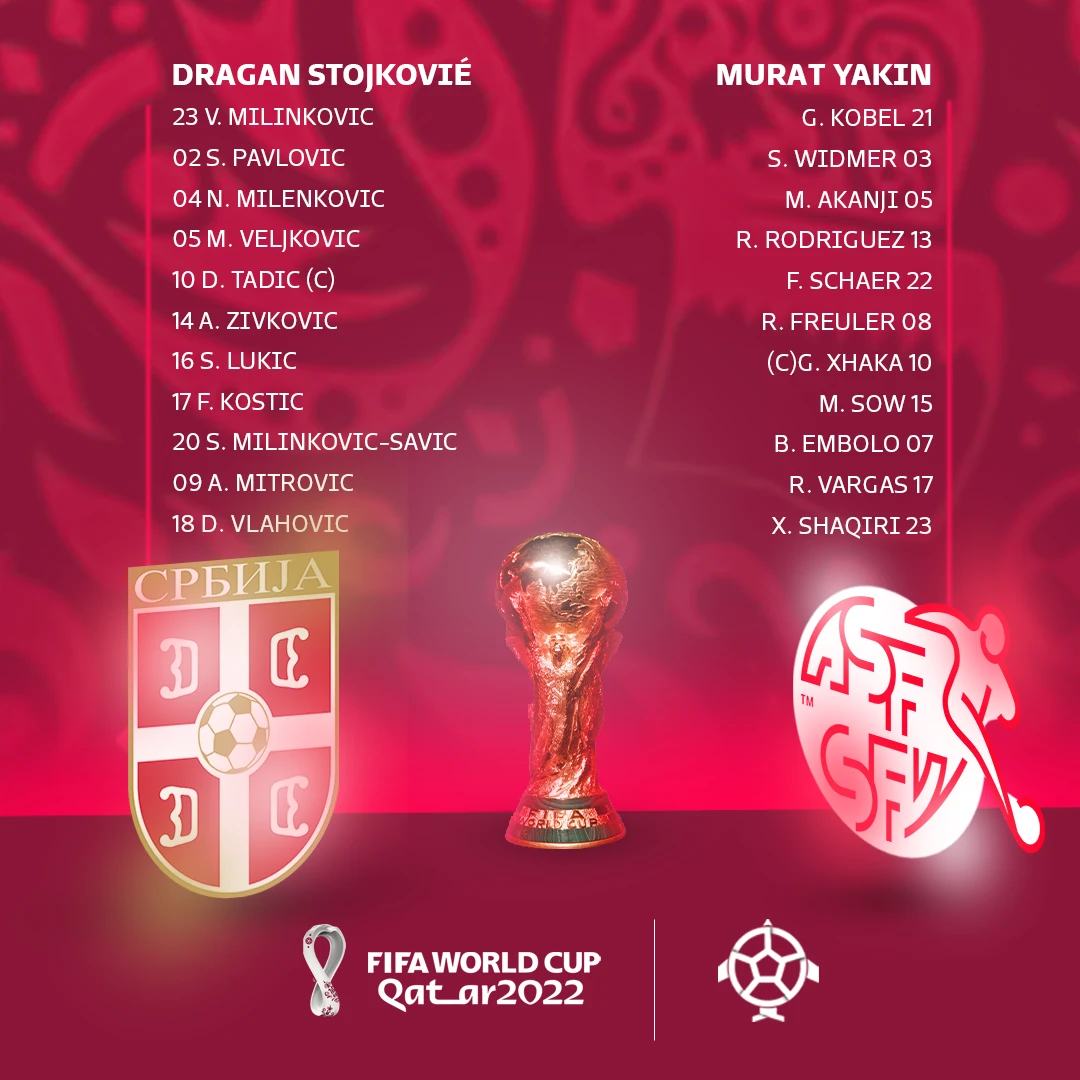 DRAGAN STOJKOVIÉ
23 V. MILINKOVIC
02 S. PAVLOVIC
04 N. MILENKOVIC
05 M. VELJKOVIC
10 D. TADIC (C)
14 A. ZIVKOVIC
16 S. LUKIC
17 F. KOSTIC
20 S. MILINKOVIC-SAVIC
09 A. MITROVIC
18 D. VLAHOVIC
MURAT YAKIN
G. KOBEL 21
S. WIDMER 03
M. AKANJI 05
R. RODRIGUEZ 13
F. SCHAER 22
R. FREULER 08
(C)G. XHAKA 10
M. SOW 15
B. EMBOLO 07
R. VARGAS 17
X. SHAQIRI 23
СРБИЈА
ASF
SFV
TM
FIFA
WORLD CUP
FIFA WORLD CUP
Qatar2022